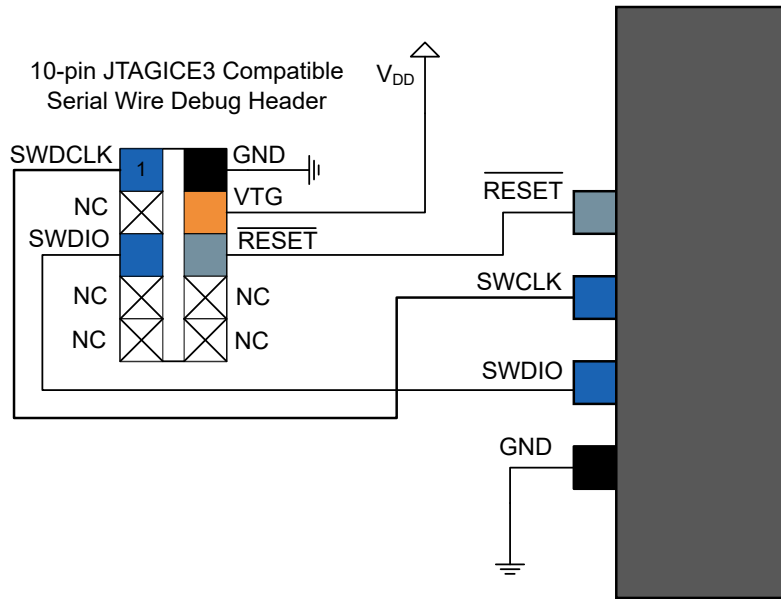 10-pin JTAGICE3 Compatible
Serial Wire Debug Header
VDD
SWDCLK
1
GND
NC
VTG
SWDIO
RESET
NC
NC
NC
NC
RESET
SWCLK
SWDIO
GND